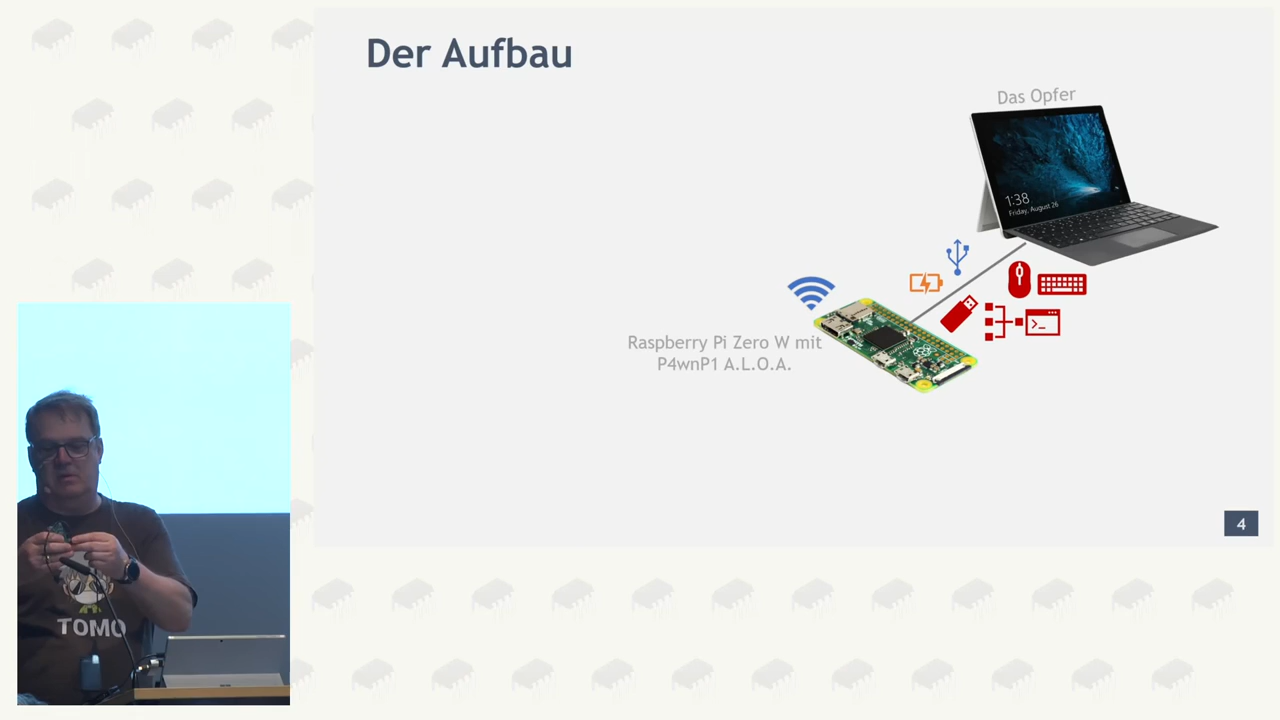 Der Aufbau
Das Opfer
1:38
Friday, August 26
Raspberry Pi Zero W mit
P4wnP1 A.L.O.A.
4
TOMO